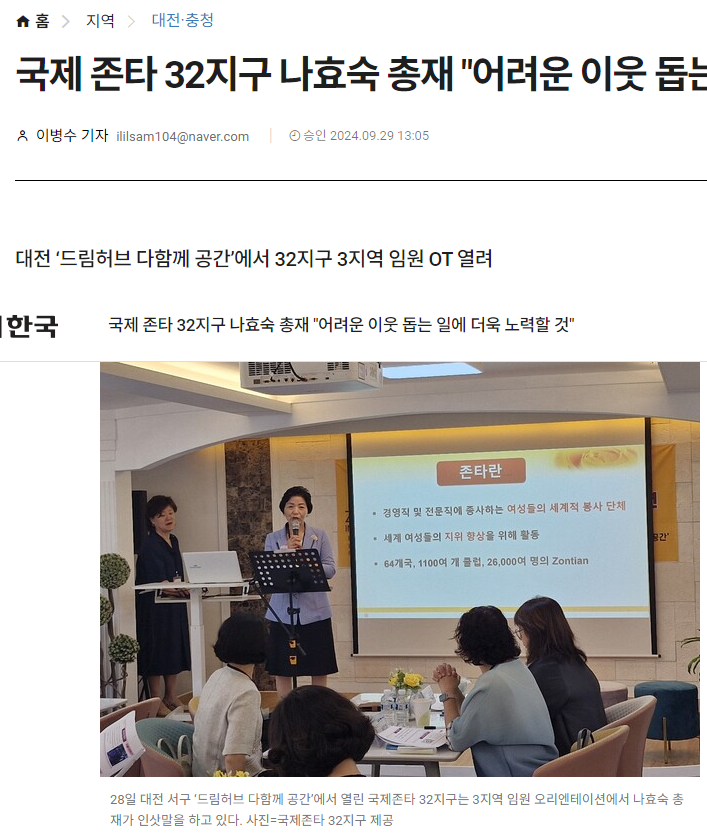 홈 > 지역 > 대전·충청
국제 존타 32지구 나효숙 총재 "어려운 이웃 돕는
이병수 기자 ililsam104@naver.com | 승인 2024.09.29 13:05
대전 ‘드림허브 다함께 공간’에서 32지구 3지역 임원 OT 열려
한국 국제 존타 32지구 나효숙 총재 "어려운 이웃 돕는 일에 더욱 노력할 것"
존타란
• 경영직 및 전문직에 종사하는 여성들의 세계적 봉사 단체
• 세계 여성들의 지위 향상을 위해 활동
• 64개국, 1100여 개 클럽, 26,000여 명의 Zontian
공간’
28일 대전 서구 ‘드림허브 다함께 공간’에서 열린 국제존타 32지구는 3지역 임원 오리엔테이션에서 나효숙 총
재가 인삿말을 하고 있다. 사진=국제존타 32지구 제공